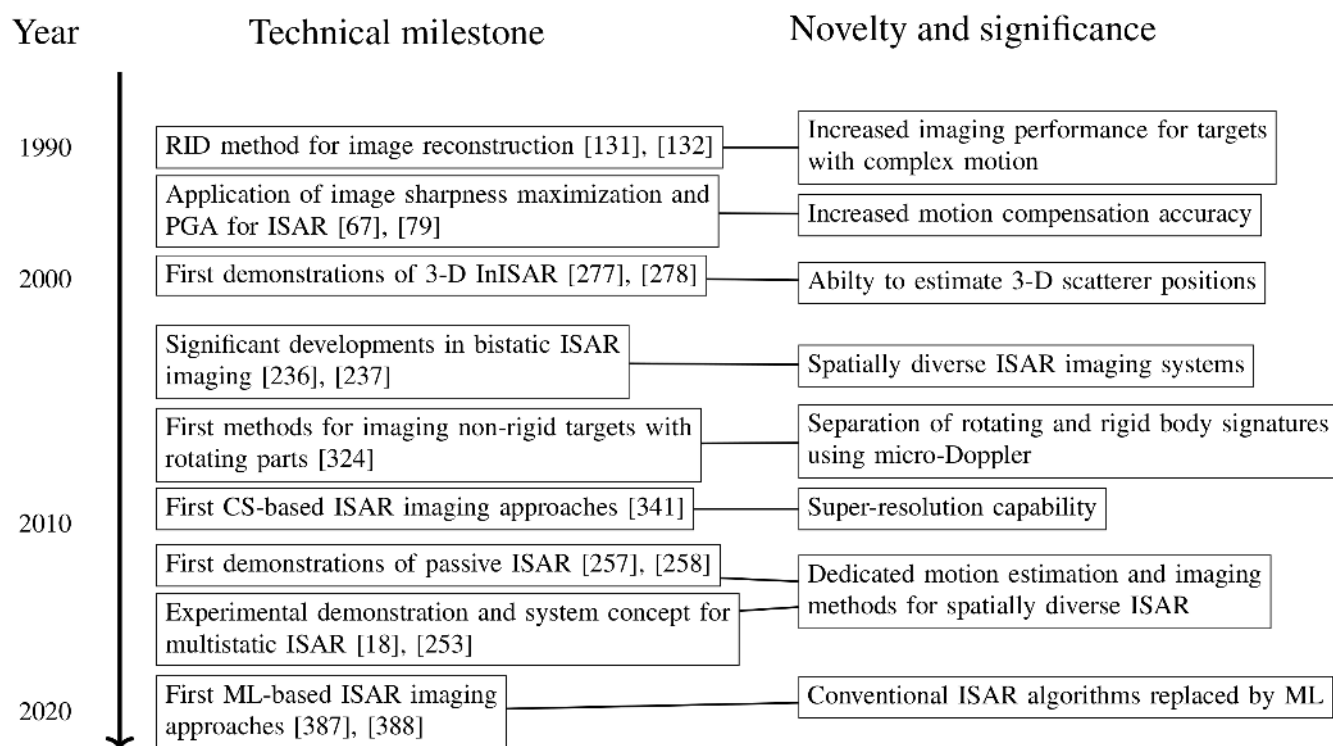 Year
Technical milestone
Novelty and significance
1990
RID method for image reconstruction [131], [132]
Increased imaging performance for targets
with complex motion
Application of image sharpness maximization and
PGA for ISAR [67], [79]
Increased motion compensation accuracy
2000
First demonstrations of 3-D InISAR [277], [278]
Abilty to estimate 3-D scatterer positions
Significant developments in bistatic ISAR
imaging [236], [237]
Spatially diverse ISAR imaging systems
First methods for imaging non-rigid targets with
rotating parts [324]
Separation of rotating and rigid body signatures
using micro-Doppler
2010
First CS-based ISAR imaging approaches [341]
Super-resolution capability
First demonstrations of passive ISAR [257], [258]
Experimental demonstration and system concept for
multistatic ISAR [18], [253]
Dedicated motion estimation and imaging
methods for spatially diverse ISAR
2020
First ML-based ISAR imaging
approaches [387], [388]
Conventional ISAR algorithms replaced by ML